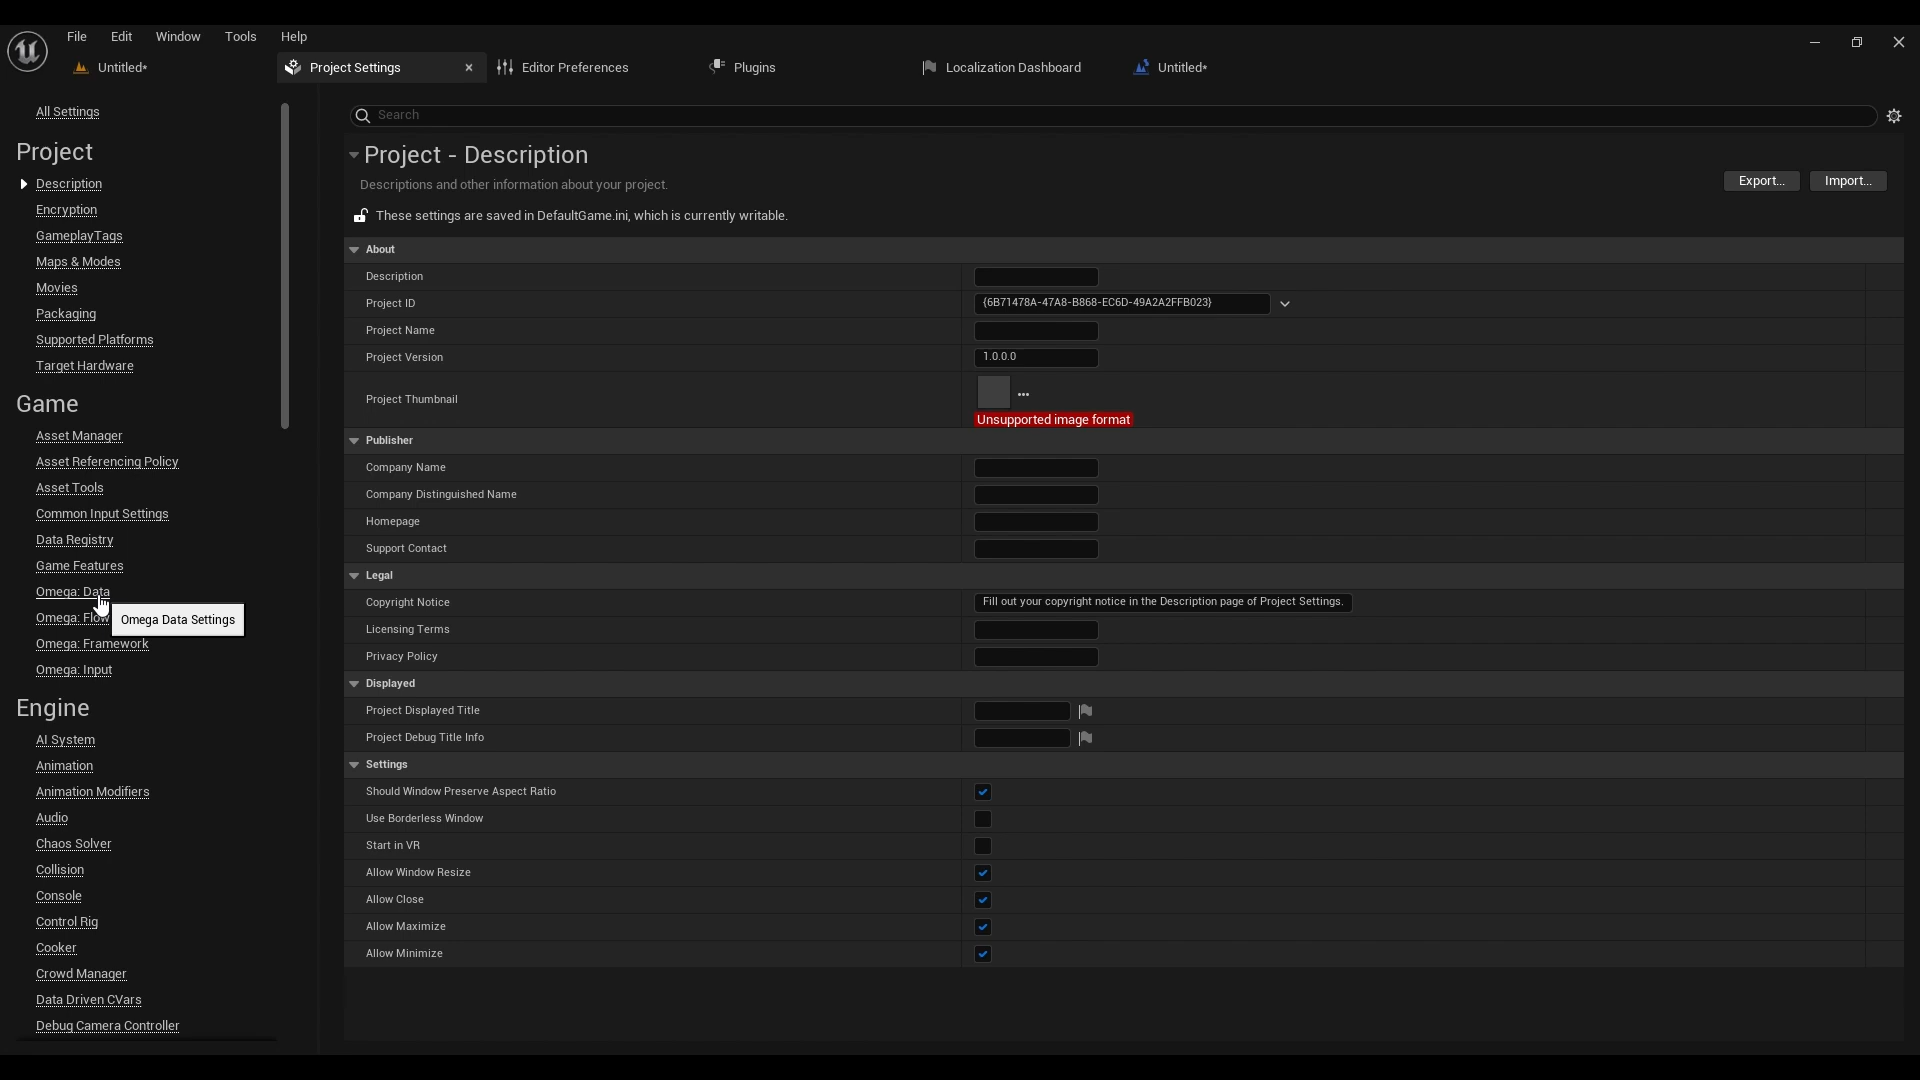 File Edit Window Tools Help
Untitled*
Project Settings
Editor Preferences
Plugins
Localization Dashboard
Untitled*
All Settings
Project
Description
Encryption
GameplayTags
Maps & Modes
Movies
Packaging
Supported Platforms
Target Hardware
Game
Asset Manager
Asset Referencing Policy
Asset Tools
Common Input Settings
Data Registry
Game Features
Omega: Data
Omega: Flow
Omega Data Settings
Omega: Framework
Omega: Input
Engine
AI System
Animation
Animation Modifiers
Audio
Chaos Solver
Collision
Console
Control Rig
Cooker
Crowd Manager
Data Driven CVars
Debug Camera Controller
Search
Project - Description
Descriptions and other information about your project.
Export... Import...
These settings are saved in DefaultGame.ini, which is currently writable.
About
Description
Project ID {6B71478A-47A8-B868-EC6D-49A2A2FFB023}
Project Name
Project Version 1.0.0.0
Project Thumbnail
Unsupported image format
Publisher
Company Name
Company Distinguished Name
Homepage
Support Contact
Legal
Copyright Notice Fill out your copyright notice in the Description page of Project Settings.
Licensing Terms
Privacy Policy
Displayed
Project Displayed Title
Project Debug Title Info
Settings
Should Window Preserve Aspect Ratio
Use Borderless Window
Start in VR
Allow Window Resize
Allow Close
Allow Maximize
Allow Minimize